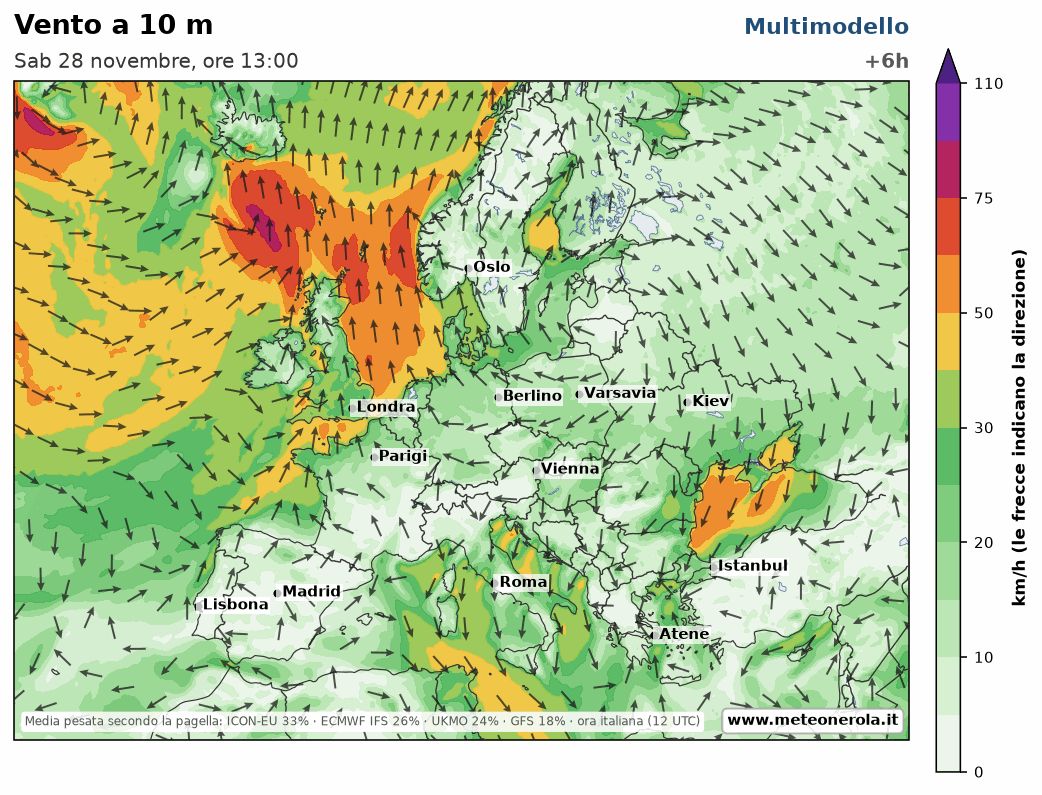 Vento a 10 m
Multimodello
Sab 28 novembre, ore 13:00
+6h
110
75
50
30
20
10
0
km/h (le frecce indicano la direzione)
Oslo
Berlino
Varsavia
Kiev
Londra
Parigi
Vienna
Istanbul
Roma
Madrid
Lisbona
Atene
Media pesata secondo la pagella: ICON-EU 33% · ECMWF IFS 26% · UKMO 24% · GFS 18% · ora italiana (12 UTC)
www.meteonerola.it